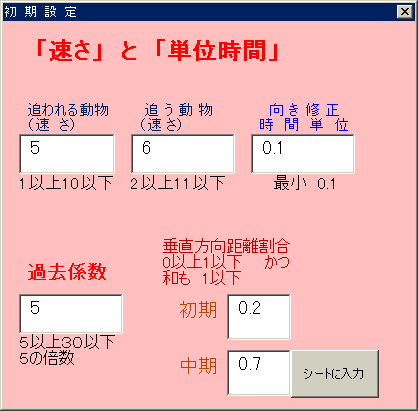 初 期 設 定
「速さ」と「単位時間」
追われる動物
（速 さ）
追 う 動 物
（速 さ）
向 き 修 正
時 間 単 位
5
6
0.1
1以上10以下
2以上11以下
最小 0.1
垂直方向距離割合
0以上1以下 かつ
和も 1以下
過去係数
5
5以上30以下
5の倍数
初期
0.2
中期
0.7
シートに入力